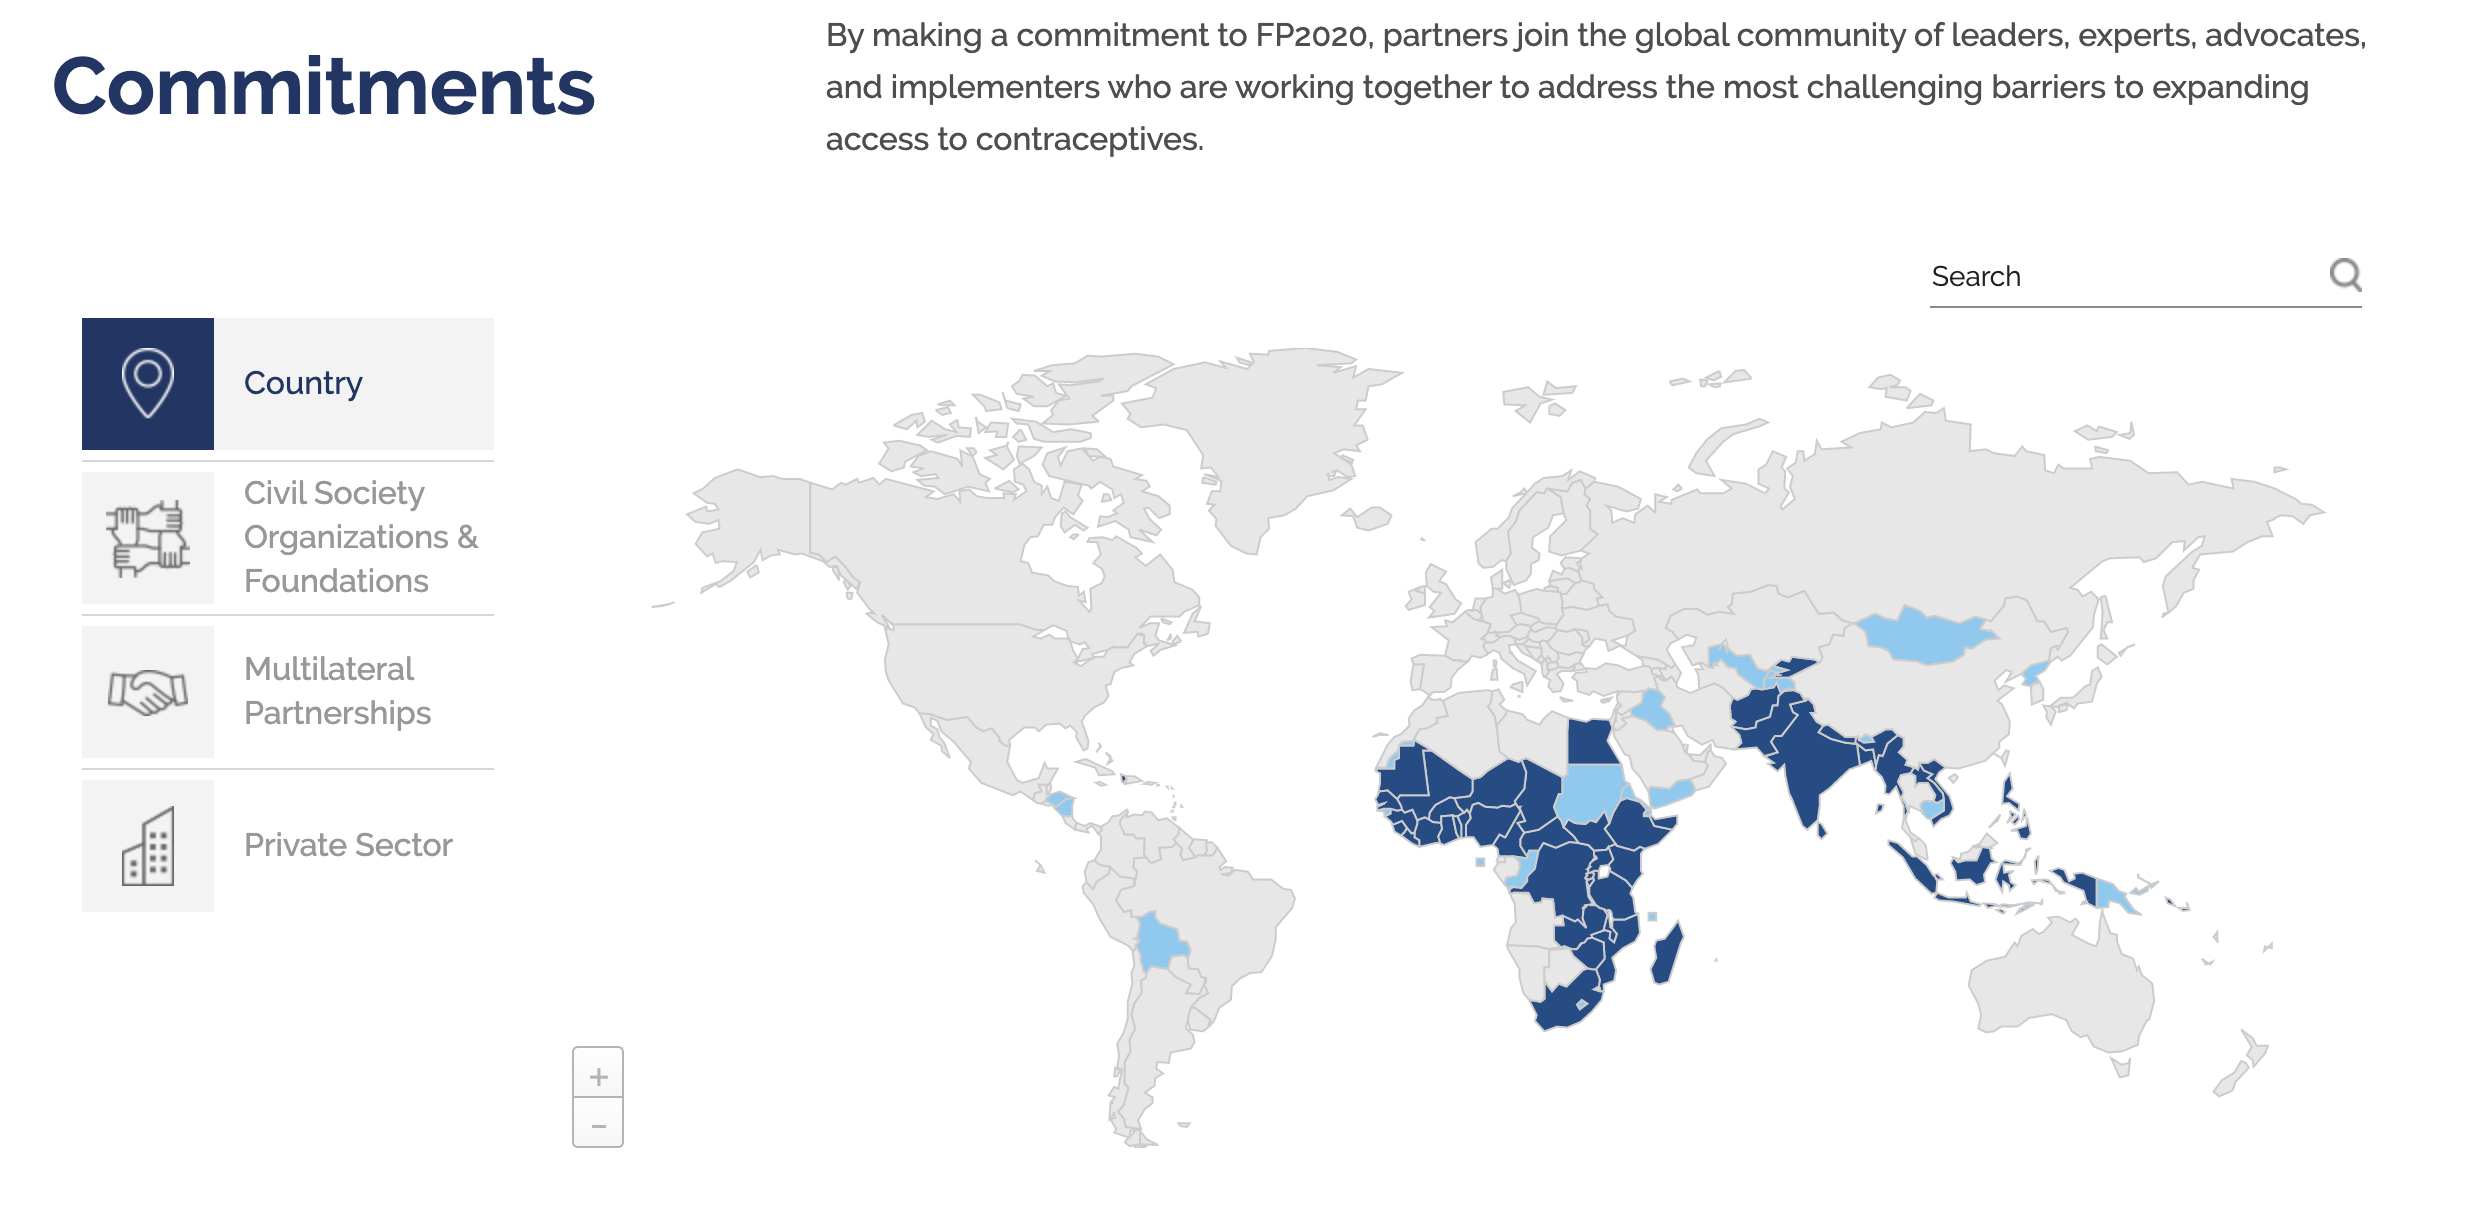 Commitments
By making a commitment to FP2020, partners join the global community of leaders, experts, advocates,
and implementers who are working together to address the most challenging barriers to expanding
access to contraceptives.
Search
Country
Civil Society
Organizations &
Foundations
Multilateral
Partnerships
Private Sector
+
−